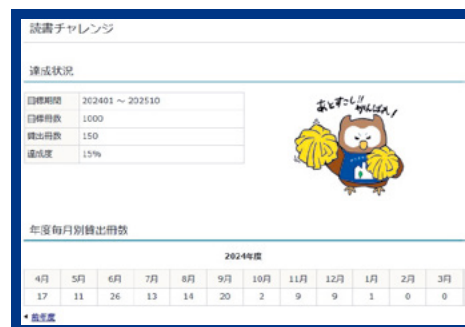 読書チャレンジ
達成状況
目標期間 202401 ~ 202510
目標冊数 1000
貸出冊数 150
達成度 15%
あとすこし!!
がんばれ!
年度毎月別貸出冊数
2024年度
4月 5月 6月 7月 8月 9月 10月 11月 12月 1月 2月 3月
17 11 26 13 14 20 2 9 9 1 0 0
前年度